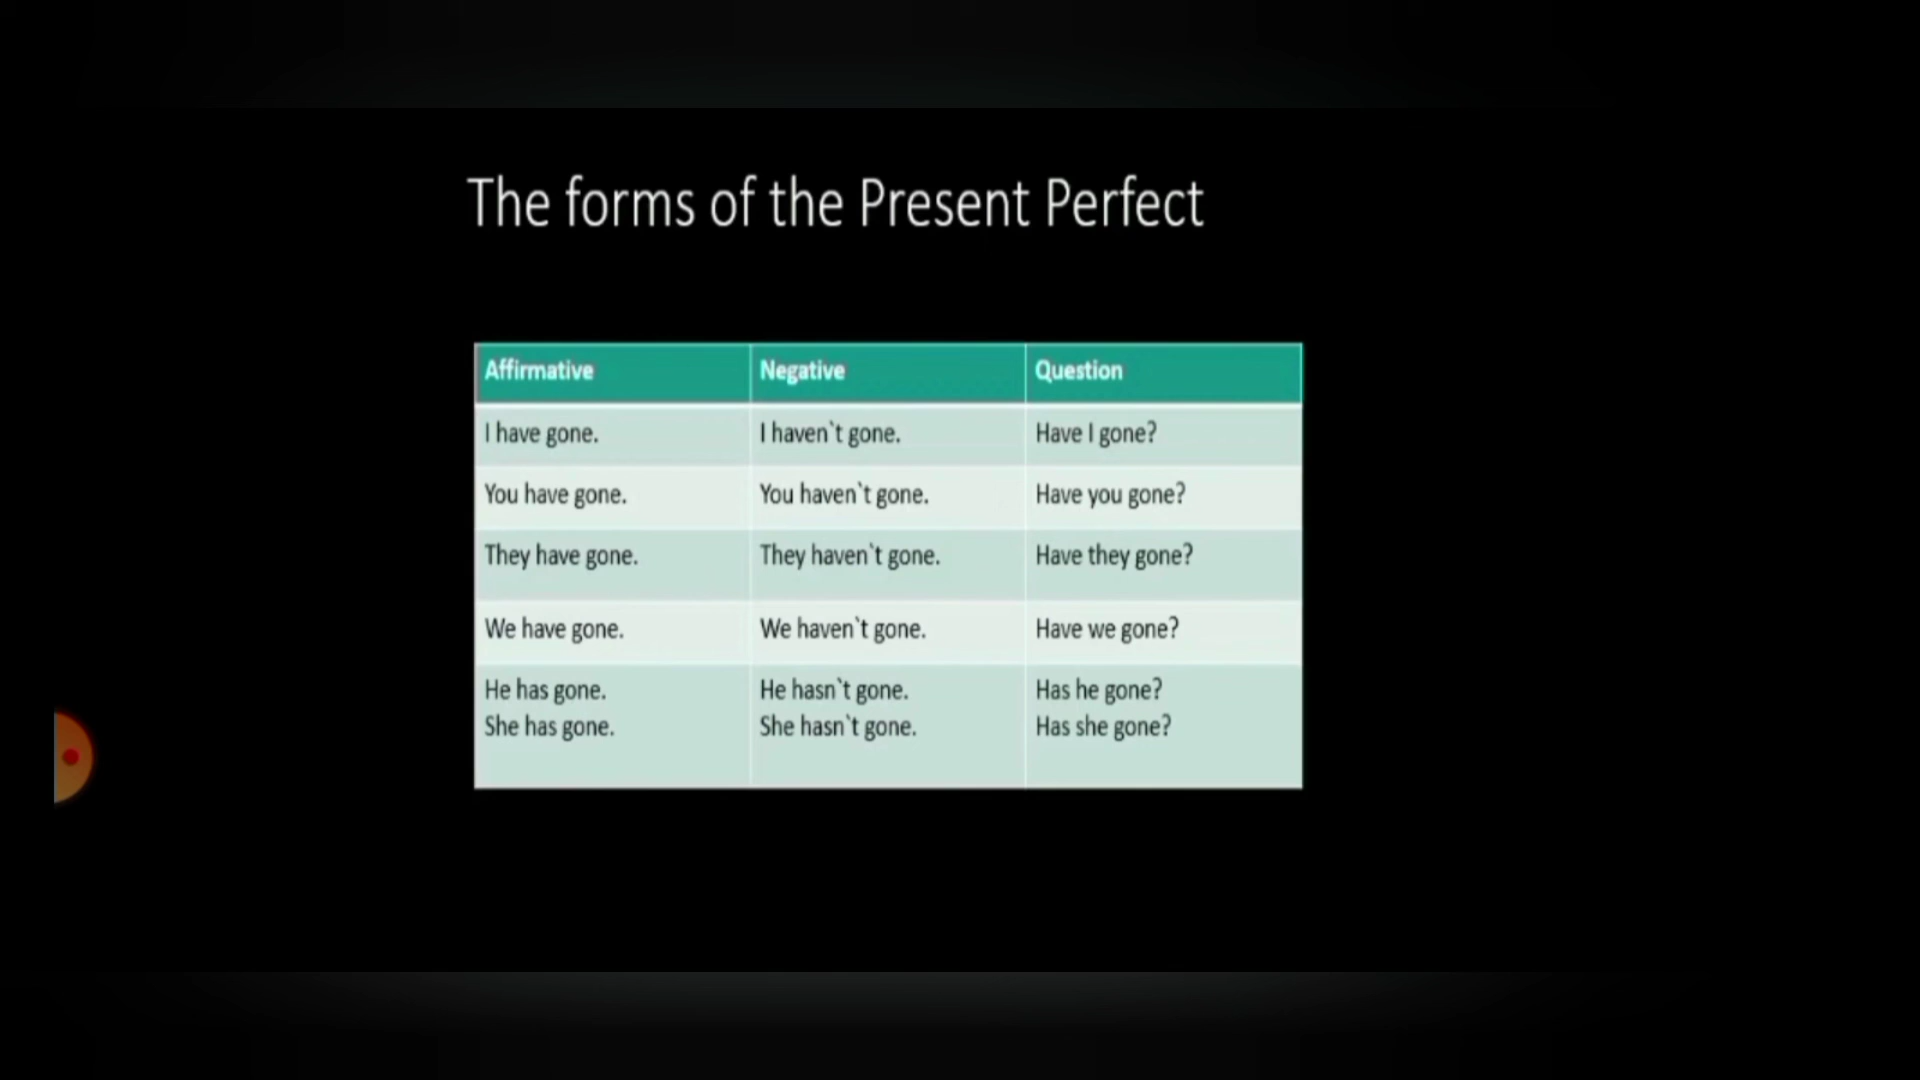 The forms of the Present Perfect
Affirmative Negative Question
I have gone. I haven`t gone. Have I gone?
You have gone. You haven`t gone. Have you gone?
They have gone. They haven`t gone. Have they gone?
We have gone. We haven`t gone. Have we gone?
He has gone. He hasn`t gone. Has he gone?
She has gone. She hasn`t gone. Has she gone?